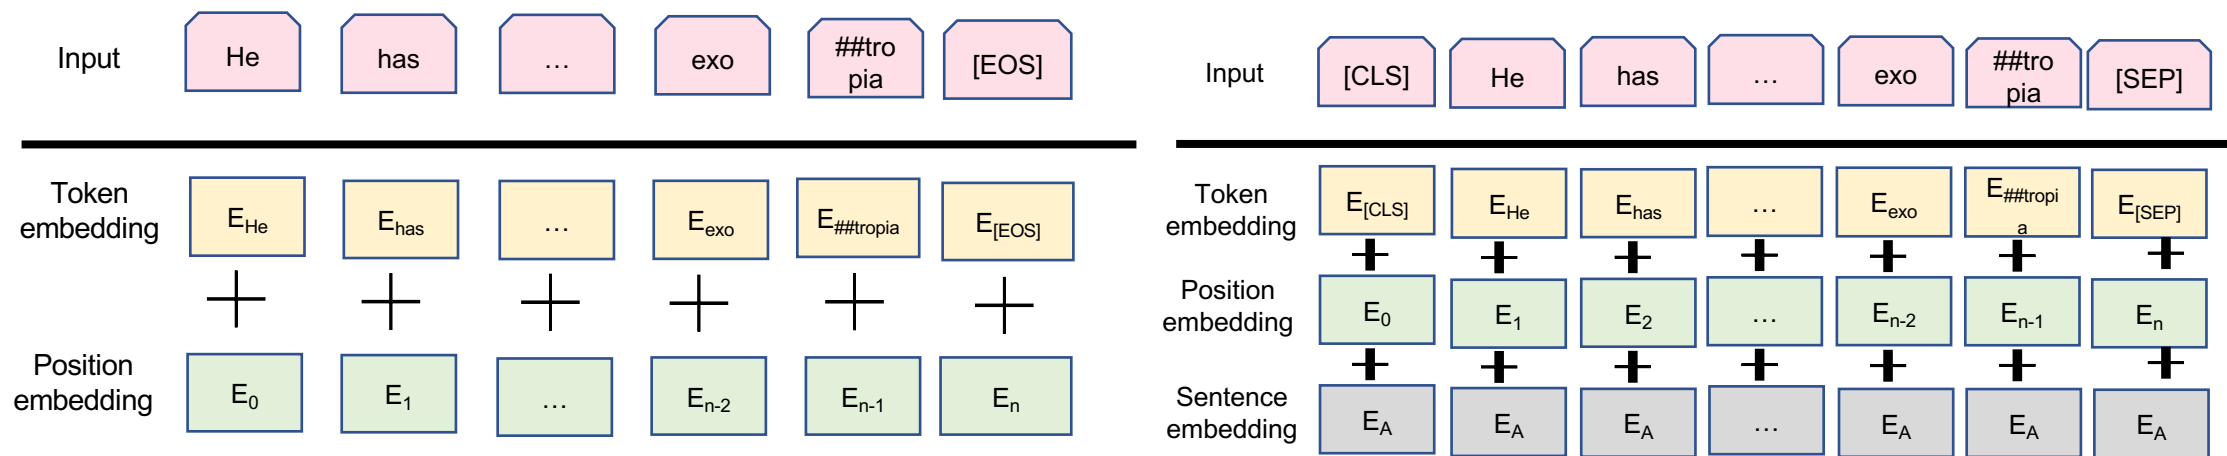 Input He has … exo ##tro pia [EOS]
Token embedding E_He E_has … E_exo E_##tropia E_[EOS]
Position embedding E_0 E_1 … E_n-2 E_n-1 E_n
Input [CLS] He has … exo ##tro pia [SEP]
Token embedding E_[CLS] E_He E_has … E_exo E_##tropi a E_[SEP]
Position embedding E_0 E_1 E_2 … E_n-2 E_n-1 E_n
Sentence embedding E_A E_A E_A … E_A E_A E_A